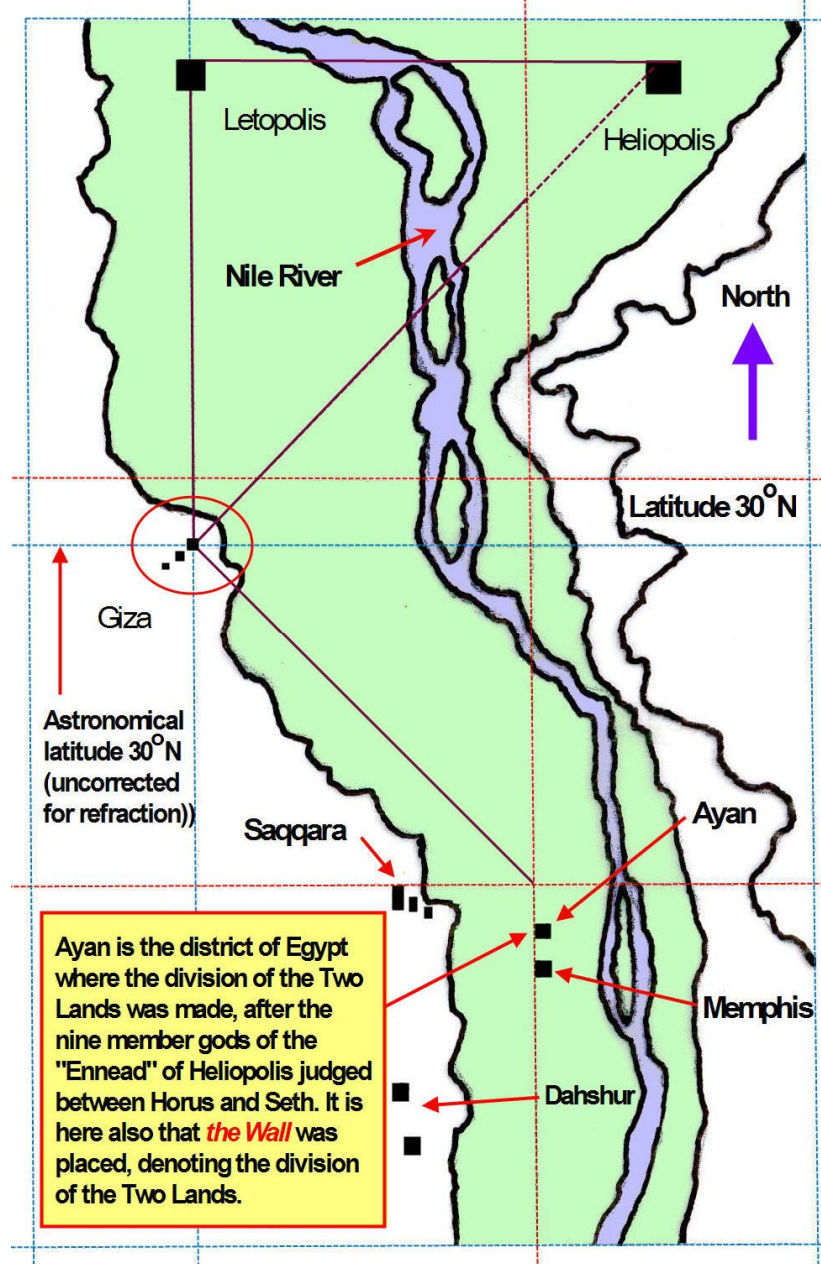 Letopolis
Heliopolis
Nile River
North
Latitude 30°N
Giza
Astronomical
latitude 30°N
(uncorrected
for refraction))
Saqqara
Ayan
Ayan is the district of Egypt
where the division of the Two
Lands was made, after the
nine member gods of the
"Ennead" of Heliopolis judged
between Horus and Seth. It is
here also that the Wall was
placed, denoting the division
of the Two Lands.
Memphis
Dahshur